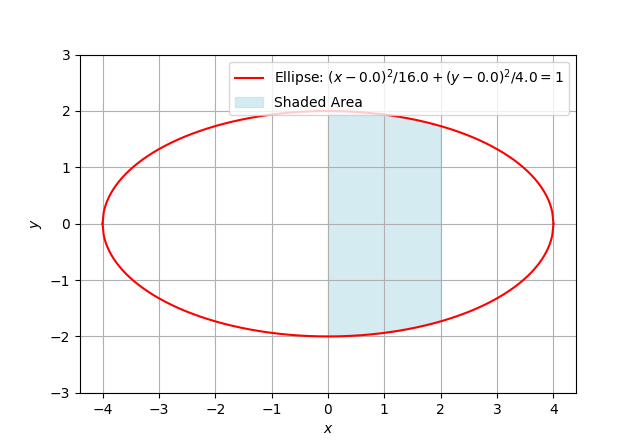 Ellipse: $(x - 0.0)^2/16.0 + (y - 0.0)^2/4.0 = 1$
Shaded Area
3
2
1
0
−1
−2
−3
y
−4 −3 −2 −1 0 1 2 3 4
x